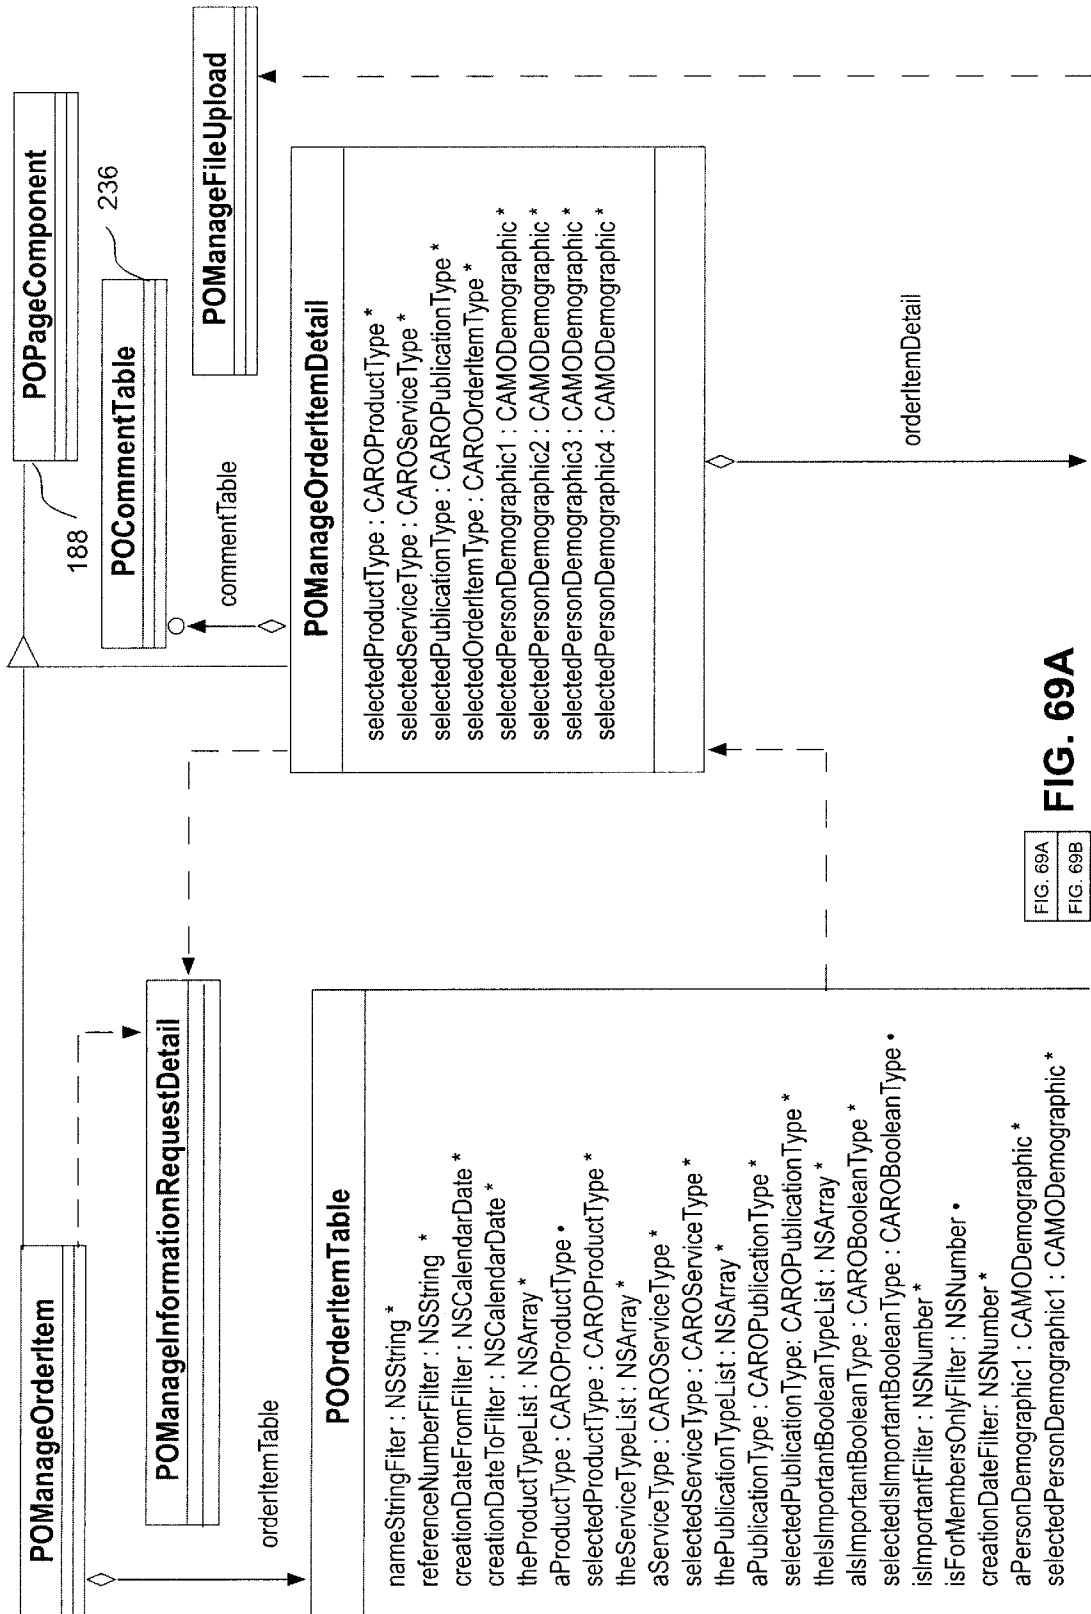 POManageOrderItem
POManageInformationRequestDetail
orderItemTable
POOrderItemTable
nameStringFlter : NSString *
referenceNumberFilter : NSString *
creationDateFromFilter : NSCalendarDate *
creationDateToFilter : NSCalendarDate *
theProductTypeList : NSArray *
aProductType : CAROProductType •
selectedProductType : CAROProductType *
theServiceTypeList : NSArray *
aServiceType : CAROServiceType *
selectedServiceType : CAROServiceType *
thePublicationTypeList : NSArray *
aPublicationType : CAROPublicationType *
selectedPublicationType: CAROPublicationType *
theIsImportantBooleanTypeList : NSArray *
aIsImportantBooleanType : CAROBooleanType *
selectedIsImportantBooleanType : CAROBooleanType •
isImportantFilter : NSNumber *
isForMembersOnlyFilter : NSNumber •
creationDateFilter: NSNumber *
aPersonDemographic1 : CAMODemographic *
selectedPersonDemographic1 : CAMODemographic *
POPageComponent
188
POCommentTable
236
commentTable
POManageFileUpload
POManageOrderItemDetail
selectedProductType : CAROProductType *
selectedServiceType : CAROServiceType *
selectedPublicationType : CAROPublicationType *
selectedOrderItemType : CAROOrderItemType *
selectedPersonDemographic1 : CAMODemographic *
selectedPersonDemographic2 : CAMODemographic *
selectedPersonDemographic3 : CAMODemographic *
selectedPersonDemographic4 : CAMODemographic *
orderItemDetail
FIG. 69A
FIG. 69B
FIG. 69A